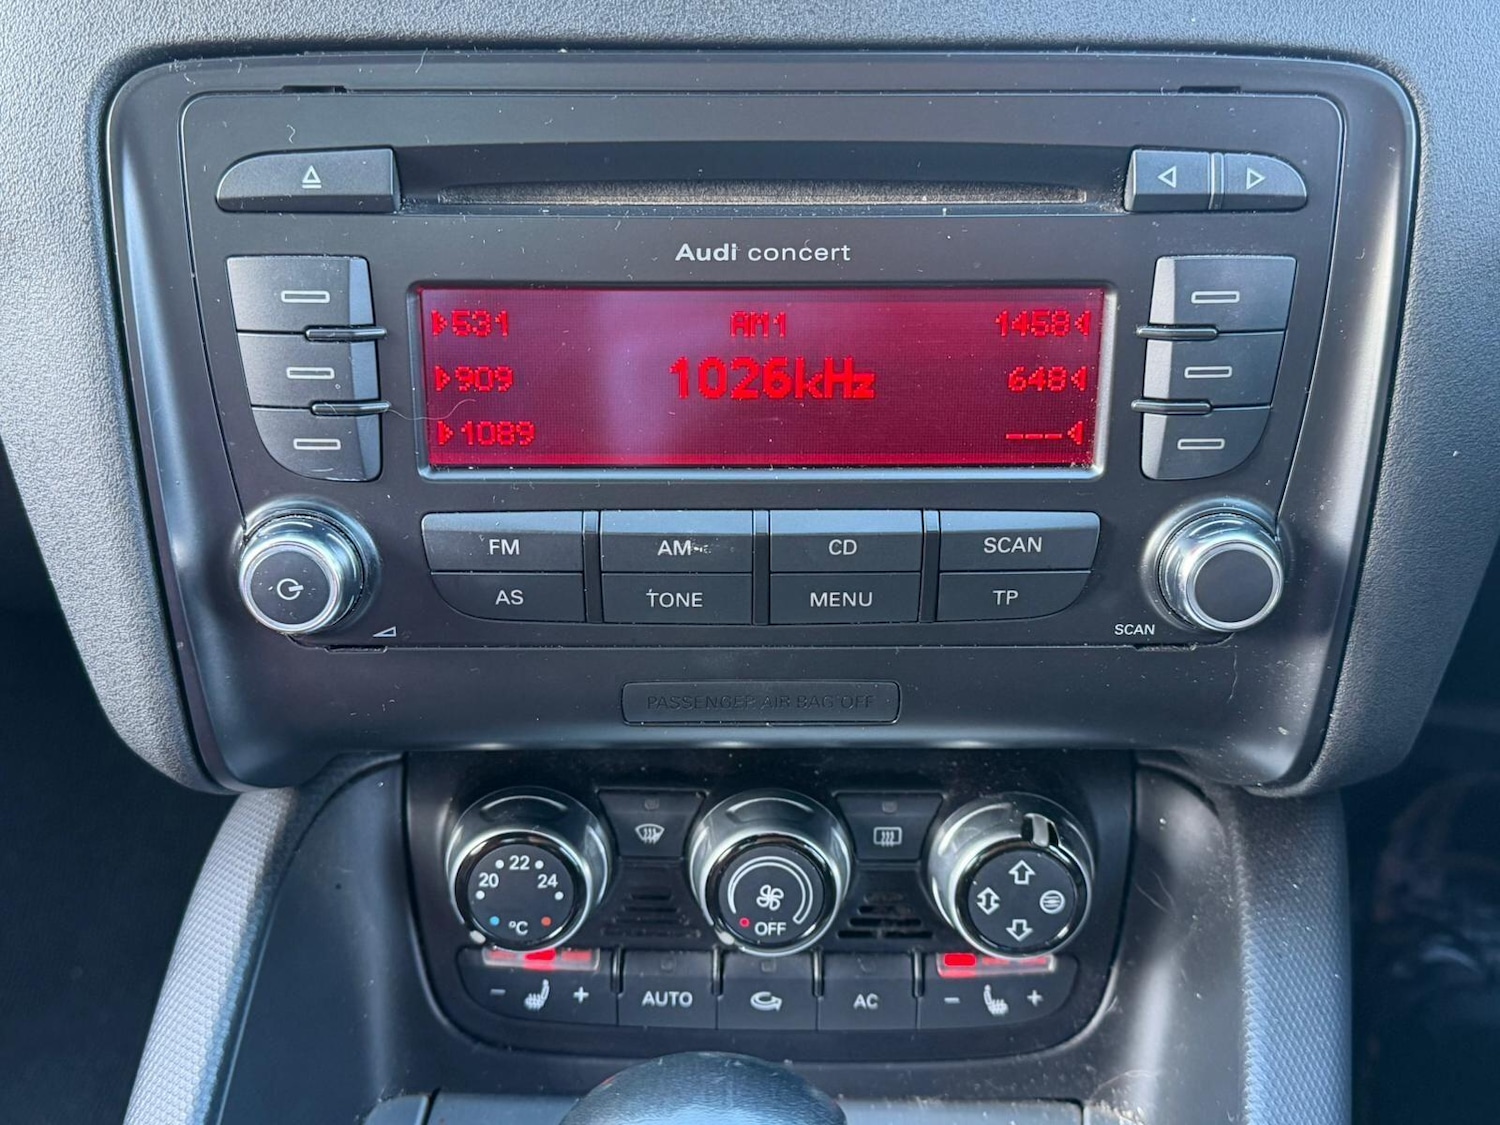 Audi concert
531 AM1 1458
909 1026kHz 648
1089 ---
FM AM CD SCAN
AS TONE MENU TP
SCAN
PASSENGER AIR BAG OFF
20 22 24
°C
OFF
- + AUTO AC - +